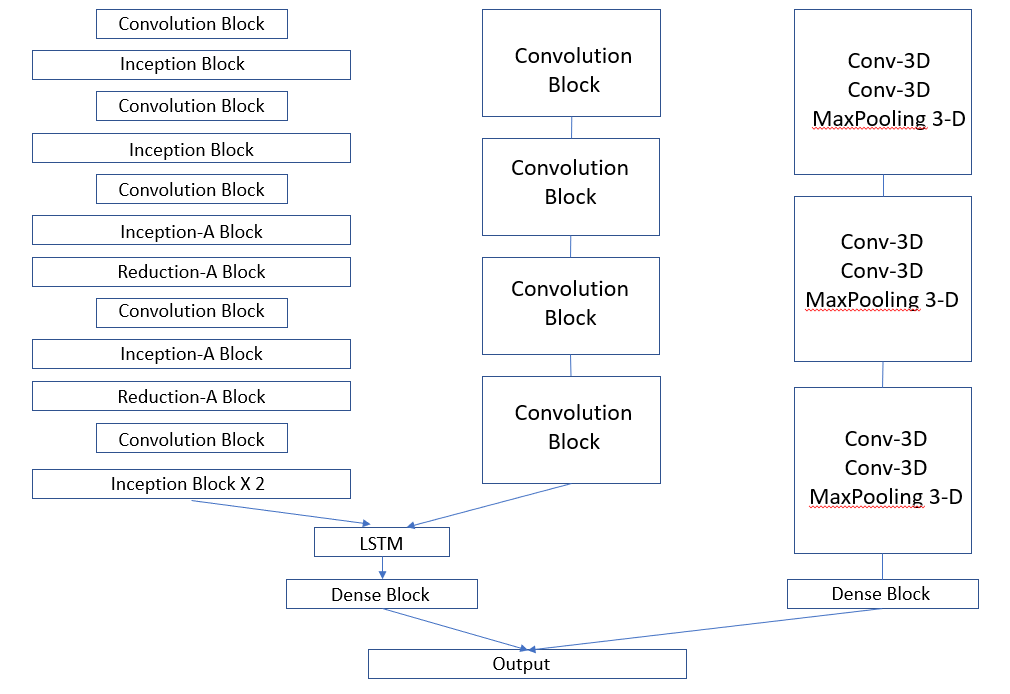 Convolution Block
Inception Block
Convolution Block
Inception Block
Convolution Block
Inception-A Block
Reduction-A Block
Convolution Block
Inception-A Block
Reduction-A Block
Convolution Block
Inception Block X 2
Convolution
Block
Convolution
Block
Convolution
Block
Convolution
Block
LSTM
Dense Block
Conv-3D
Conv-3D
MaxPooling 3-D
Conv-3D
Conv-3D
MaxPooling 3-D
Conv-3D
Conv-3D
MaxPooling 3-D
Dense Block
Output